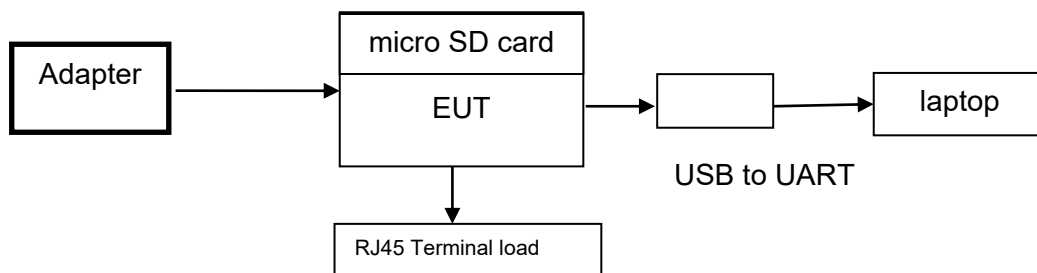 micro SD card
Adapter
EUT
laptop
USB to UART
RJ45 Terminal load